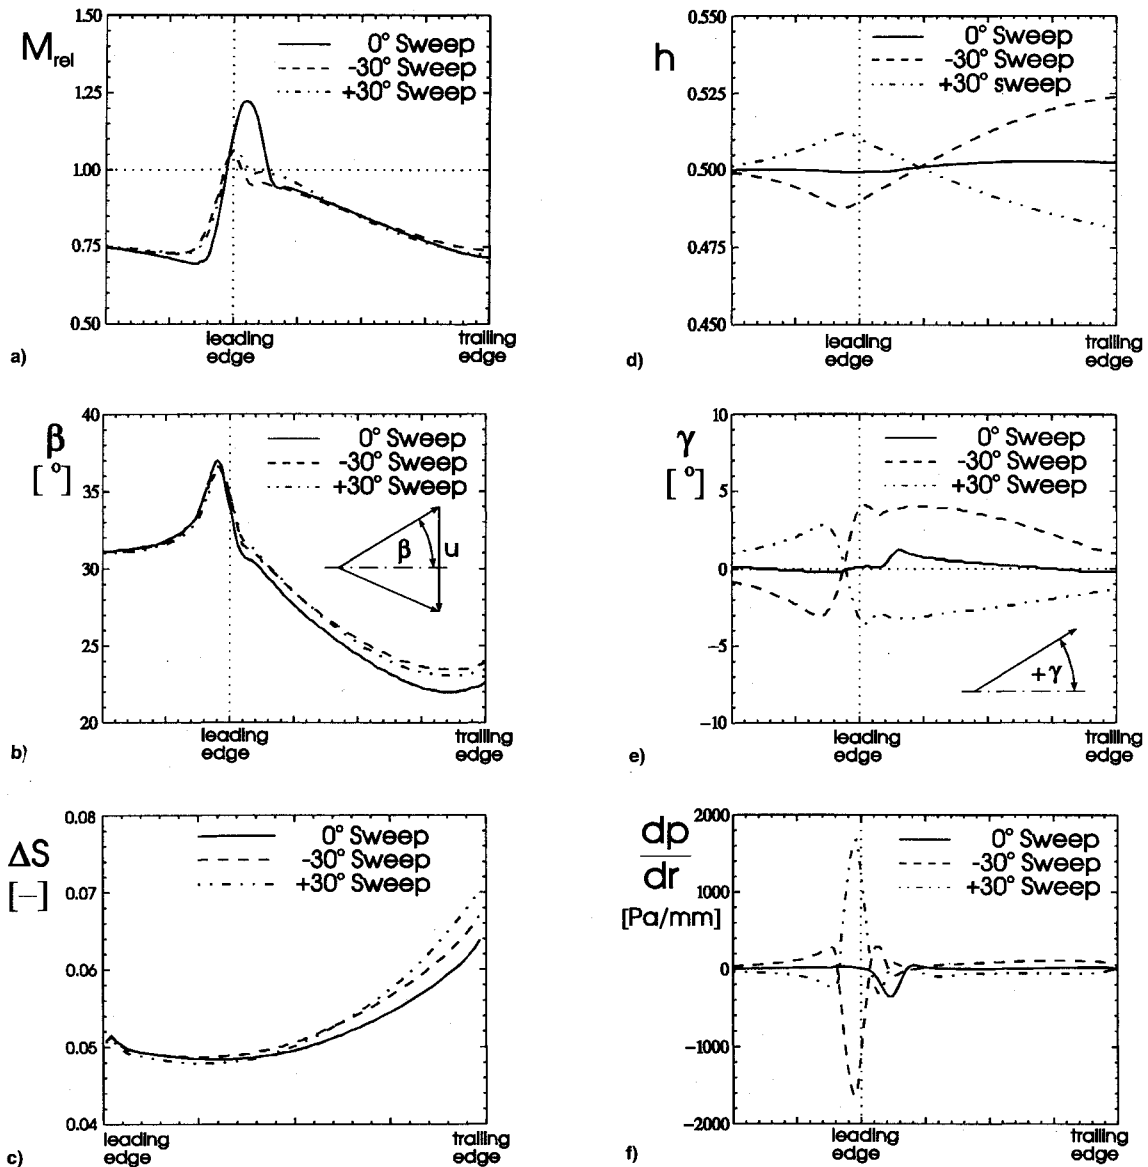 1.50
1.25
1.00
0.75
0.50
M rel
0° Sweep
-30° Sweep
+30° Sweep
leading
edge
trailing
edge
a)
0.550
0.525
0.500
0.475
0.450
h
0° Sweep
-30° Sweep
+30° sweep
leading
edge
trailing
edge
d)
40
35
30
25
20
β
[ ° ]
0° Sweep
-30° Sweep
+30° Sweep
β
u
leading
edge
trailing
edge
b)
10
5
0
−5
−10
γ
[ ° ]
0° Sweep
-30° Sweep
+30° Sweep
+γ
leading
edge
trailing
edge
e)
0.08
0.07
0.06
0.05
0.04
ΔS
[–]
0° Sweep
-30° Sweep
+30° Sweep
leading
edge
trailing
edge
c)
2000
1000
0
−1000
−2000
dp
dr
[Pa/mm]
0° Sweep
-30° Sweep
+30° Sweep
leading
edge
trailing
edge
f)